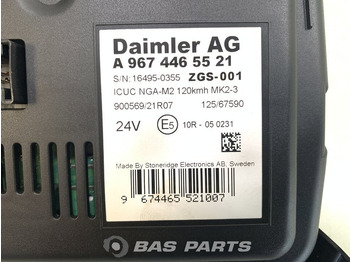 Daimler AG
A 967 446 55 21
S/N: 16495-0355 ZGS-001
ICUC NGA-M2 120kmh MK2-3
900569/21R07 125/67590
24V E5 10R - 05 0231
Made By Stoneridge Electronics AB, Sweden
9 674465 521007
BAS PARTS